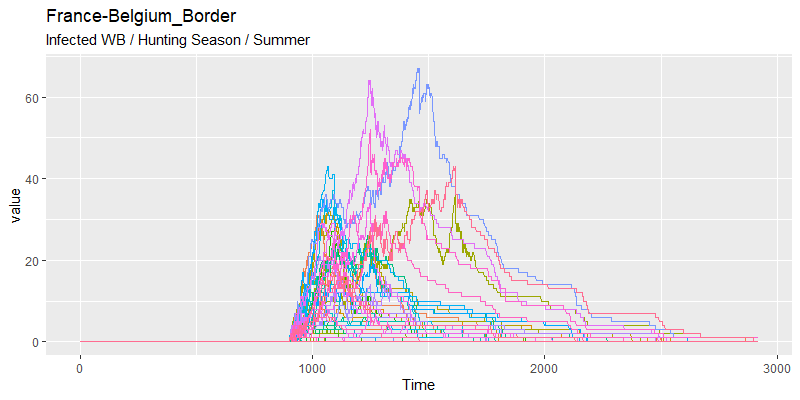 France-Belgium_Border
Infected WB / Hunting Season / Summer
value
60
40
20
0
0
1000
2000
3000
Time